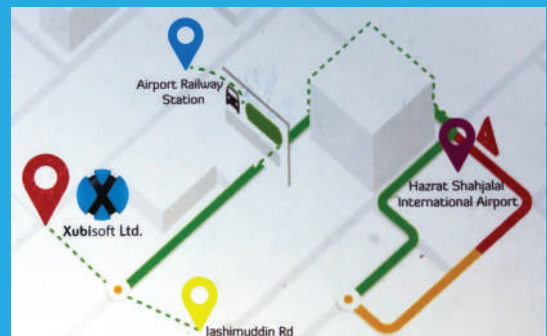 Airport Railway
Station
Hazrat Shahjalal
International Airport
Xubisoft Ltd.
Jashimuddin Rd